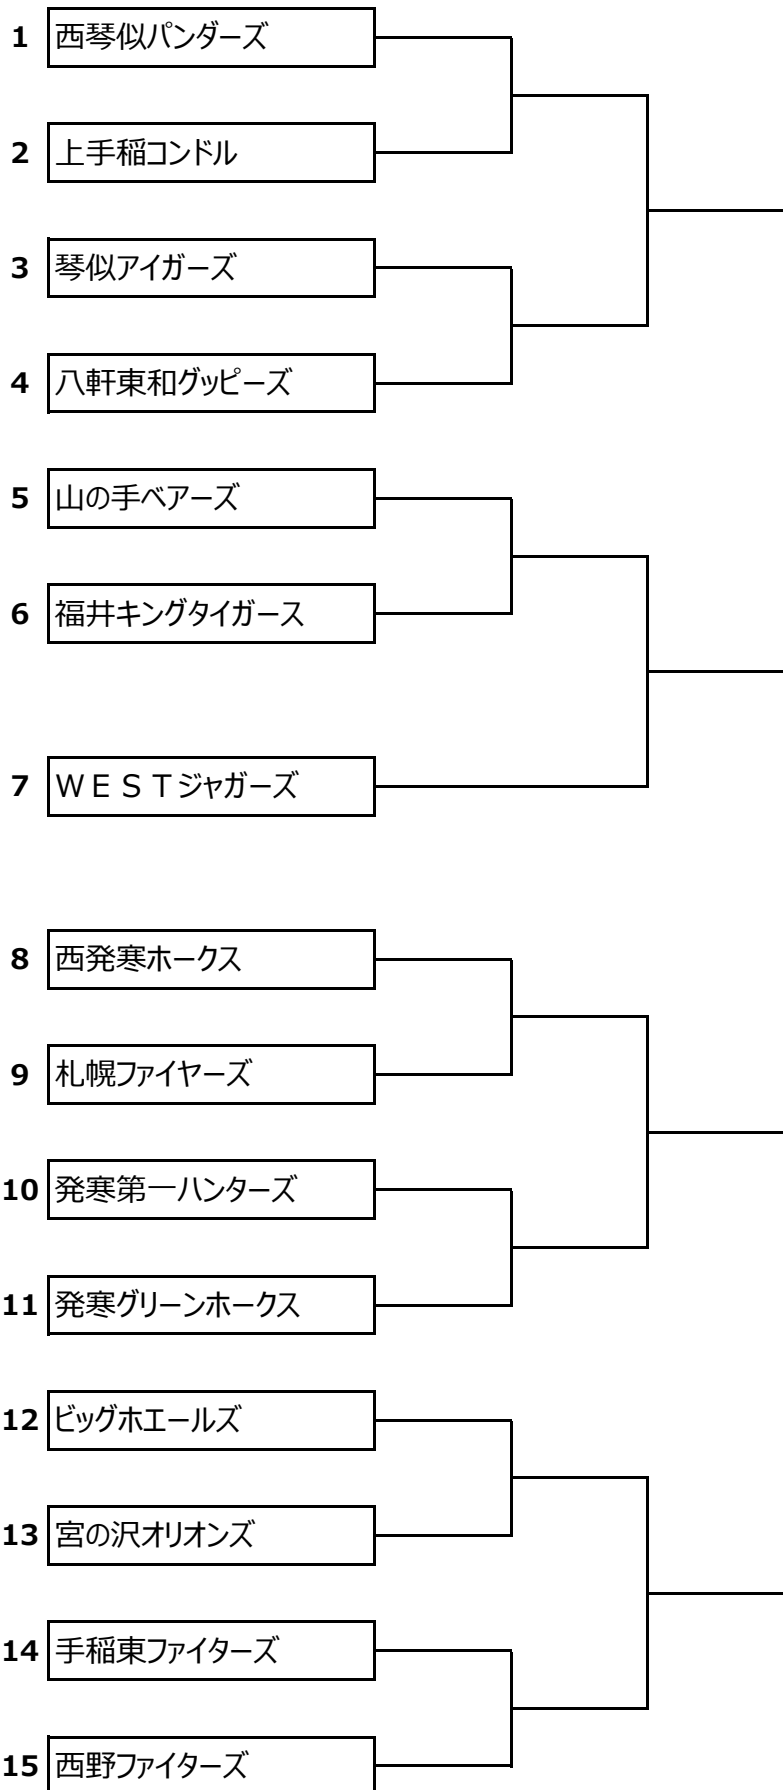 1 西琴似パンダーズ
2 上手稲コンドル
3 琴似アイガーズ
4 八軒東和グッピーズ
5 山の手ベアーズ
6 福井キングタイガース
7 ＷＥＳＴジャガーズ
8 西発寒ホークス
9 札幌ファイヤーズ
10 発寒第一ハンターズ
11 発寒グリーンホークス
12 ビッグホエールズ
13 宮の沢オリオンズ
14 手稲東ファイターズ
15 西野ファイターズ